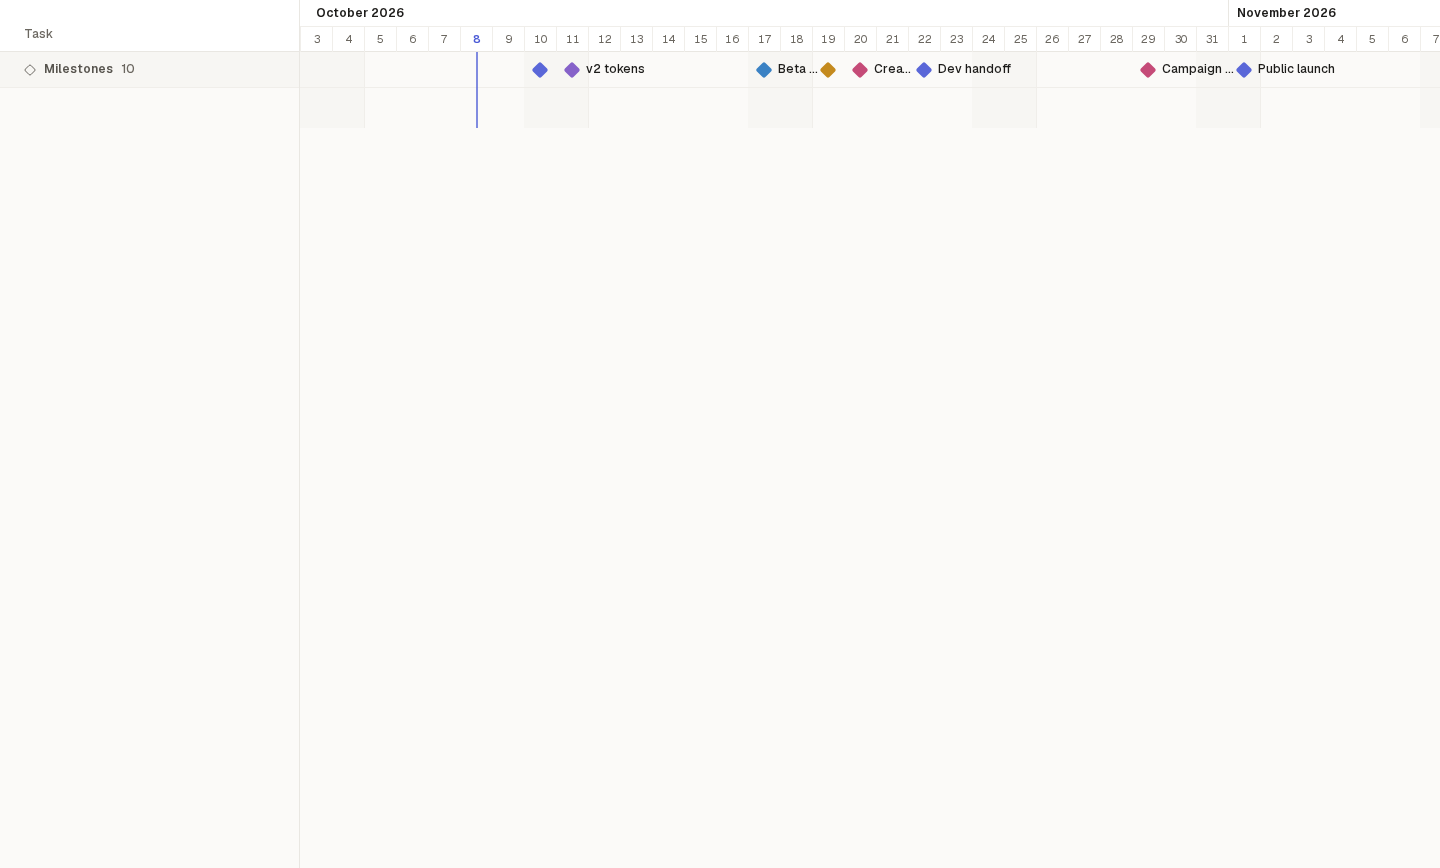 October 2026 November 2026
Task
3 4 5 6 7 8 9 10 11 12 13 14 15 16 17 18 19 20 21 22 23 24 25 26 27 28 29 30 31 1 2 3 4 5 6 7
Milestones 10 v2 tokens Beta ... Crea... Dev handoff Campaign ... Public launch